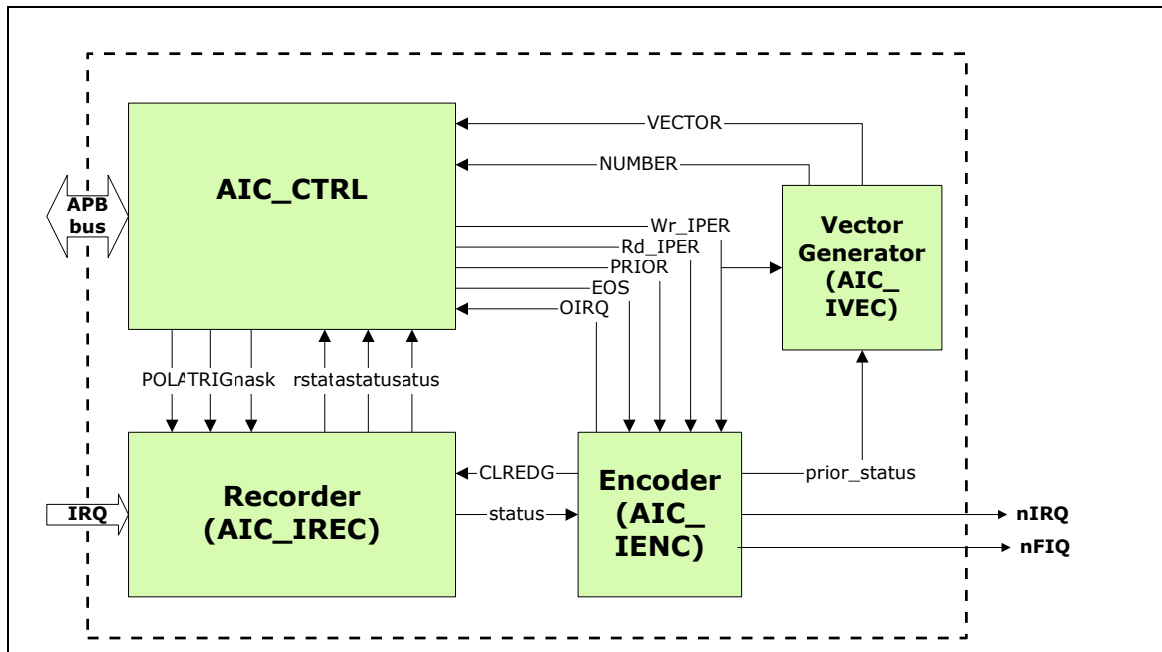 VECTOR
NUMBER
AIC_CTRL
APB
bus
Vector
Generator
(AIC_
IVEC)
Wr_IPER
Rd_IPER
PRIOR
EOS
OIRQ
prior_status
CLREDG
status
Recorder
(AIC_IREC)
IRQ
Encoder
(AIC_
IENC)
nIRQ
nFIQ